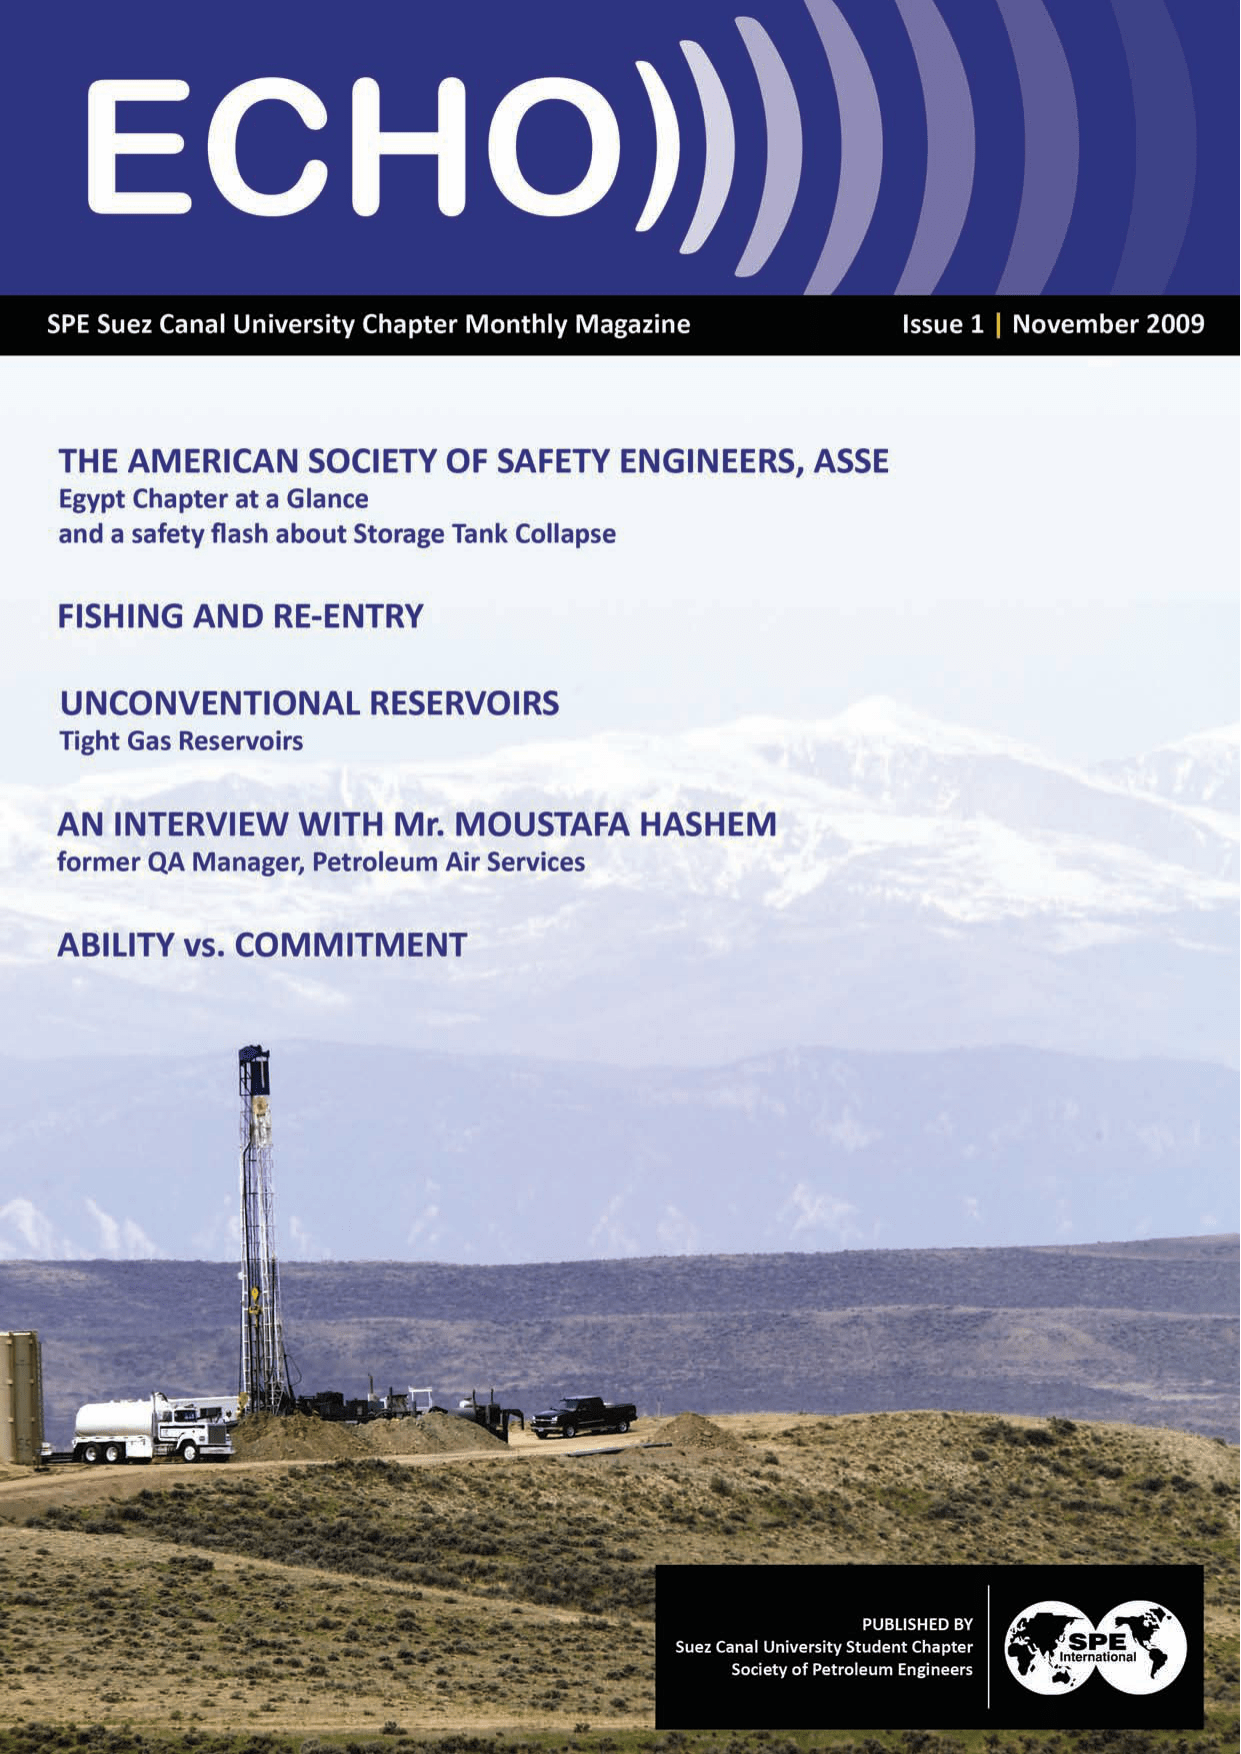 ECHO
SPE Suez Canal University Chapter Monthly Magazine
Issue 1 | November 2009
THE AMERICAN SOCIETY OF SAFETY ENGINEERS, ASSE
Egypt Chapter at a Glance
and a safety flash about Storage Tank Collapse
FISHING AND RE-ENTRY
UNCONVENTIONAL RESERVOIRS
Tight Gas Reservoirs
AN INTERVIEW WITH Mr. MOUSTAFA HASHEM
former QA Manager, Petroleum Air Services
ABILITY vs. COMMITMENT
PUBLISHED BY
Suez Canal University Student Chapter
Society of Petroleum Engineers
SPE
International